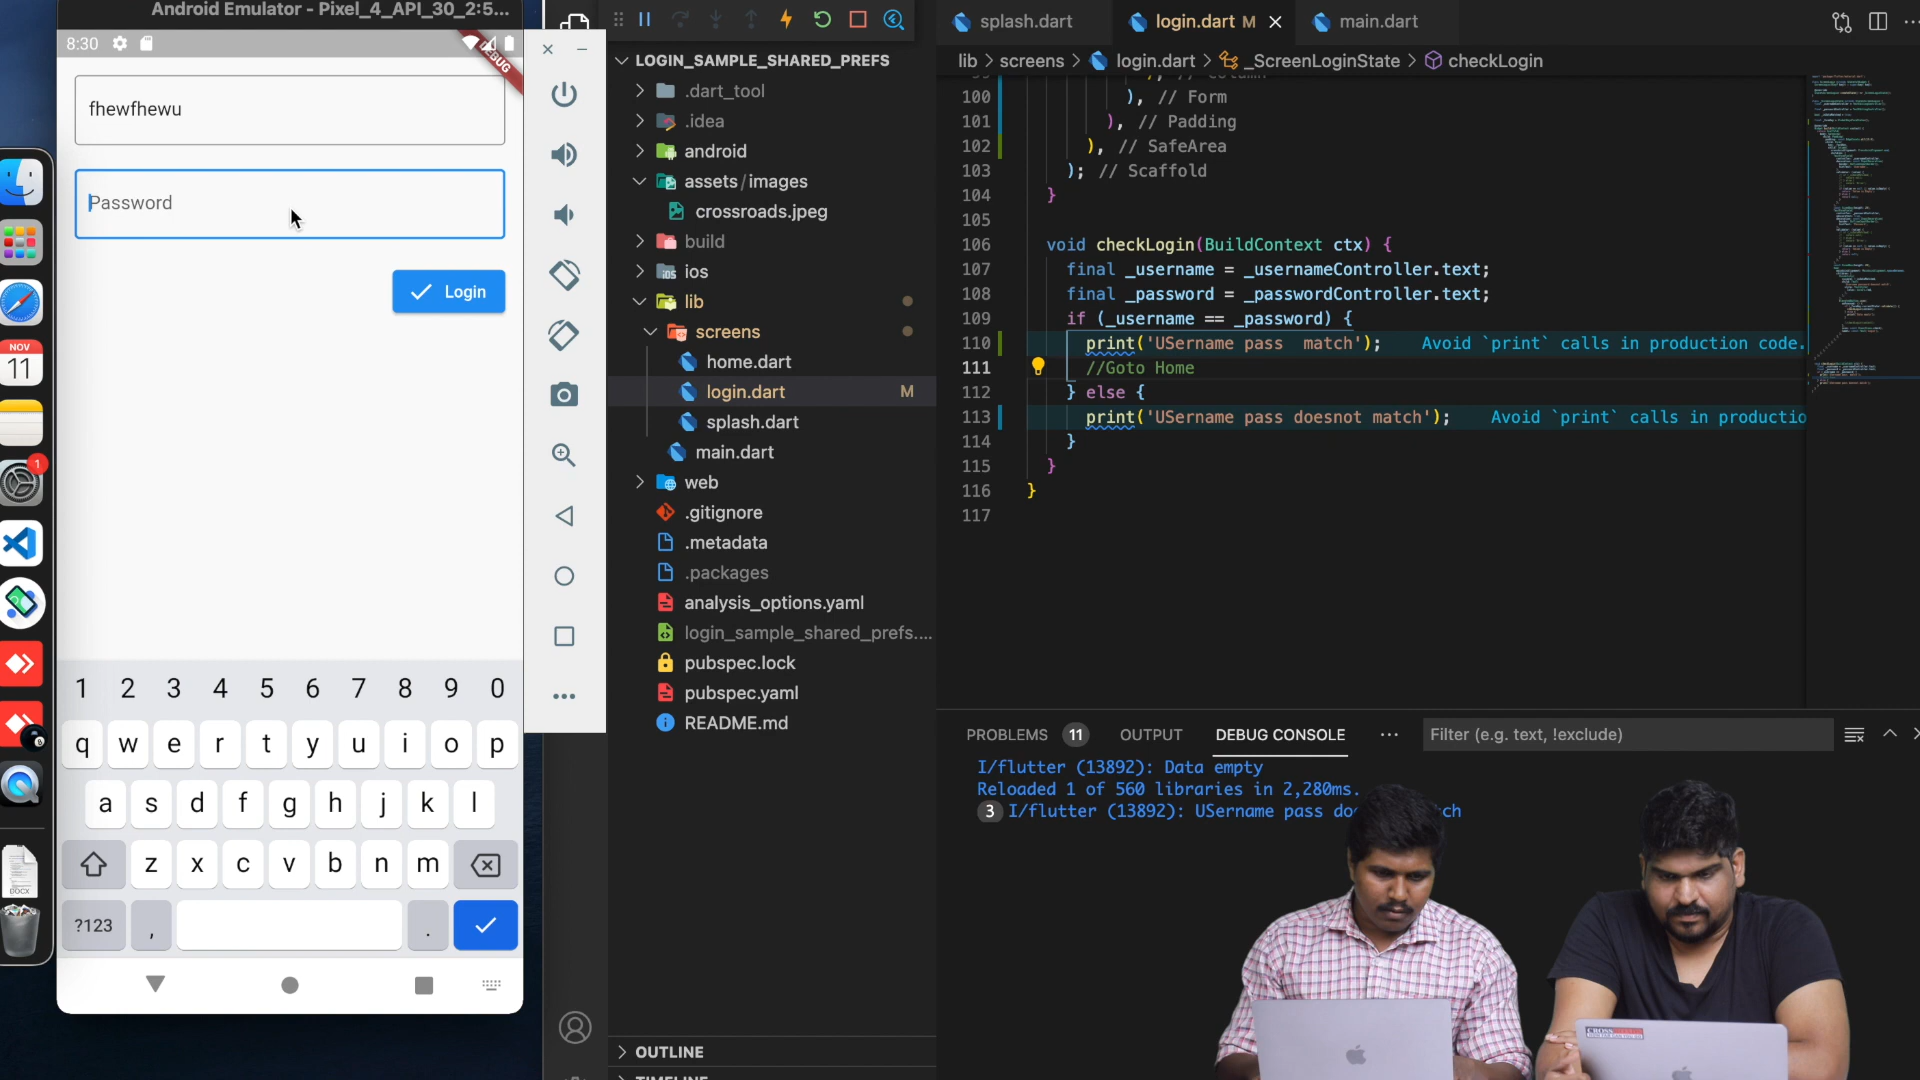 Android Emulator - Pixel_4_API_30_2:5...
8:30
DEBUG
fhewfhewu
Password
Login
1 2 3 4 5 6 7 8 9 0
q w e r t y u i o p
a s d f g h j k l
z x c v b n m
?123 , .
NOV
11
1
DOCX
LOGIN_SAMPLE_SHARED_PREFS
.dart_tool
.idea
android
assets/images
crossroads.jpeg
build
ios
lib
screens
home.dart
login.dart M
splash.dart
main.dart
web
.gitignore
.metadata
.packages
analysis_options.yaml
login_sample_shared_prefs....
pubspec.lock
pubspec.yaml
README.md
OUTLINE
TIMELINE
splash.dart
login.dart M
main.dart
lib > screens > login.dart > _ScreenLoginState > checkLogin
99 ), // Column
100 ), // Form
101 ), // Padding
102 ), // SafeArea
103 ); // Scaffold
104 }
105
106 void checkLogin(BuildContext ctx) {
107 final _username = _usernameController.text;
108 final _password = _passwordController.text;
109 if (_username == _password) {
110 print('USername pass  match'); Avoid `print` calls in production code.
111 //Goto Home
112 } else {
113 print('USername pass doesnot match'); Avoid `print` calls in productio
114 }
115 }
116 }
117
PROBLEMS 11 OUTPUT DEBUG CONSOLE ... Filter (e.g. text, !exclude)
I/flutter (13892): Data empty
Reloaded 1 of 560 libraries in 2,280ms.
3 I/flutter (13892): USername pass do ch
CROSS